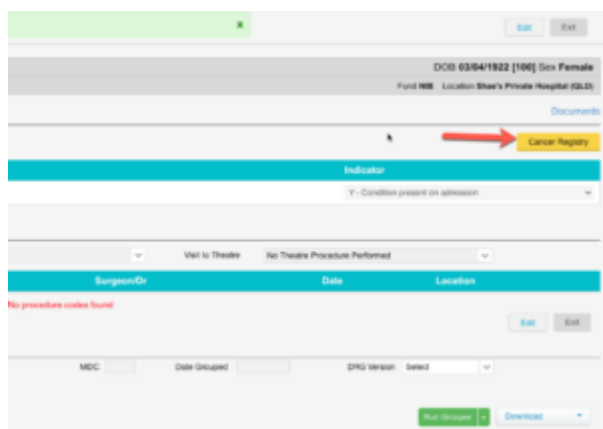 x
Edit Exit
DOB 03/04/1922 [100] Sex Female
Fund NIB Location Shae's Private Hospital (QLD)
Documents
Cancer Registry
Indicator
Y - Condition present on admission
Visit to Theatre No Theatre Procedure Performed
Surgeon/Dr Date Location
No procedure codes found
Edit Exit
MDC Date Grouped DRG Version Select
Run Grouper Download